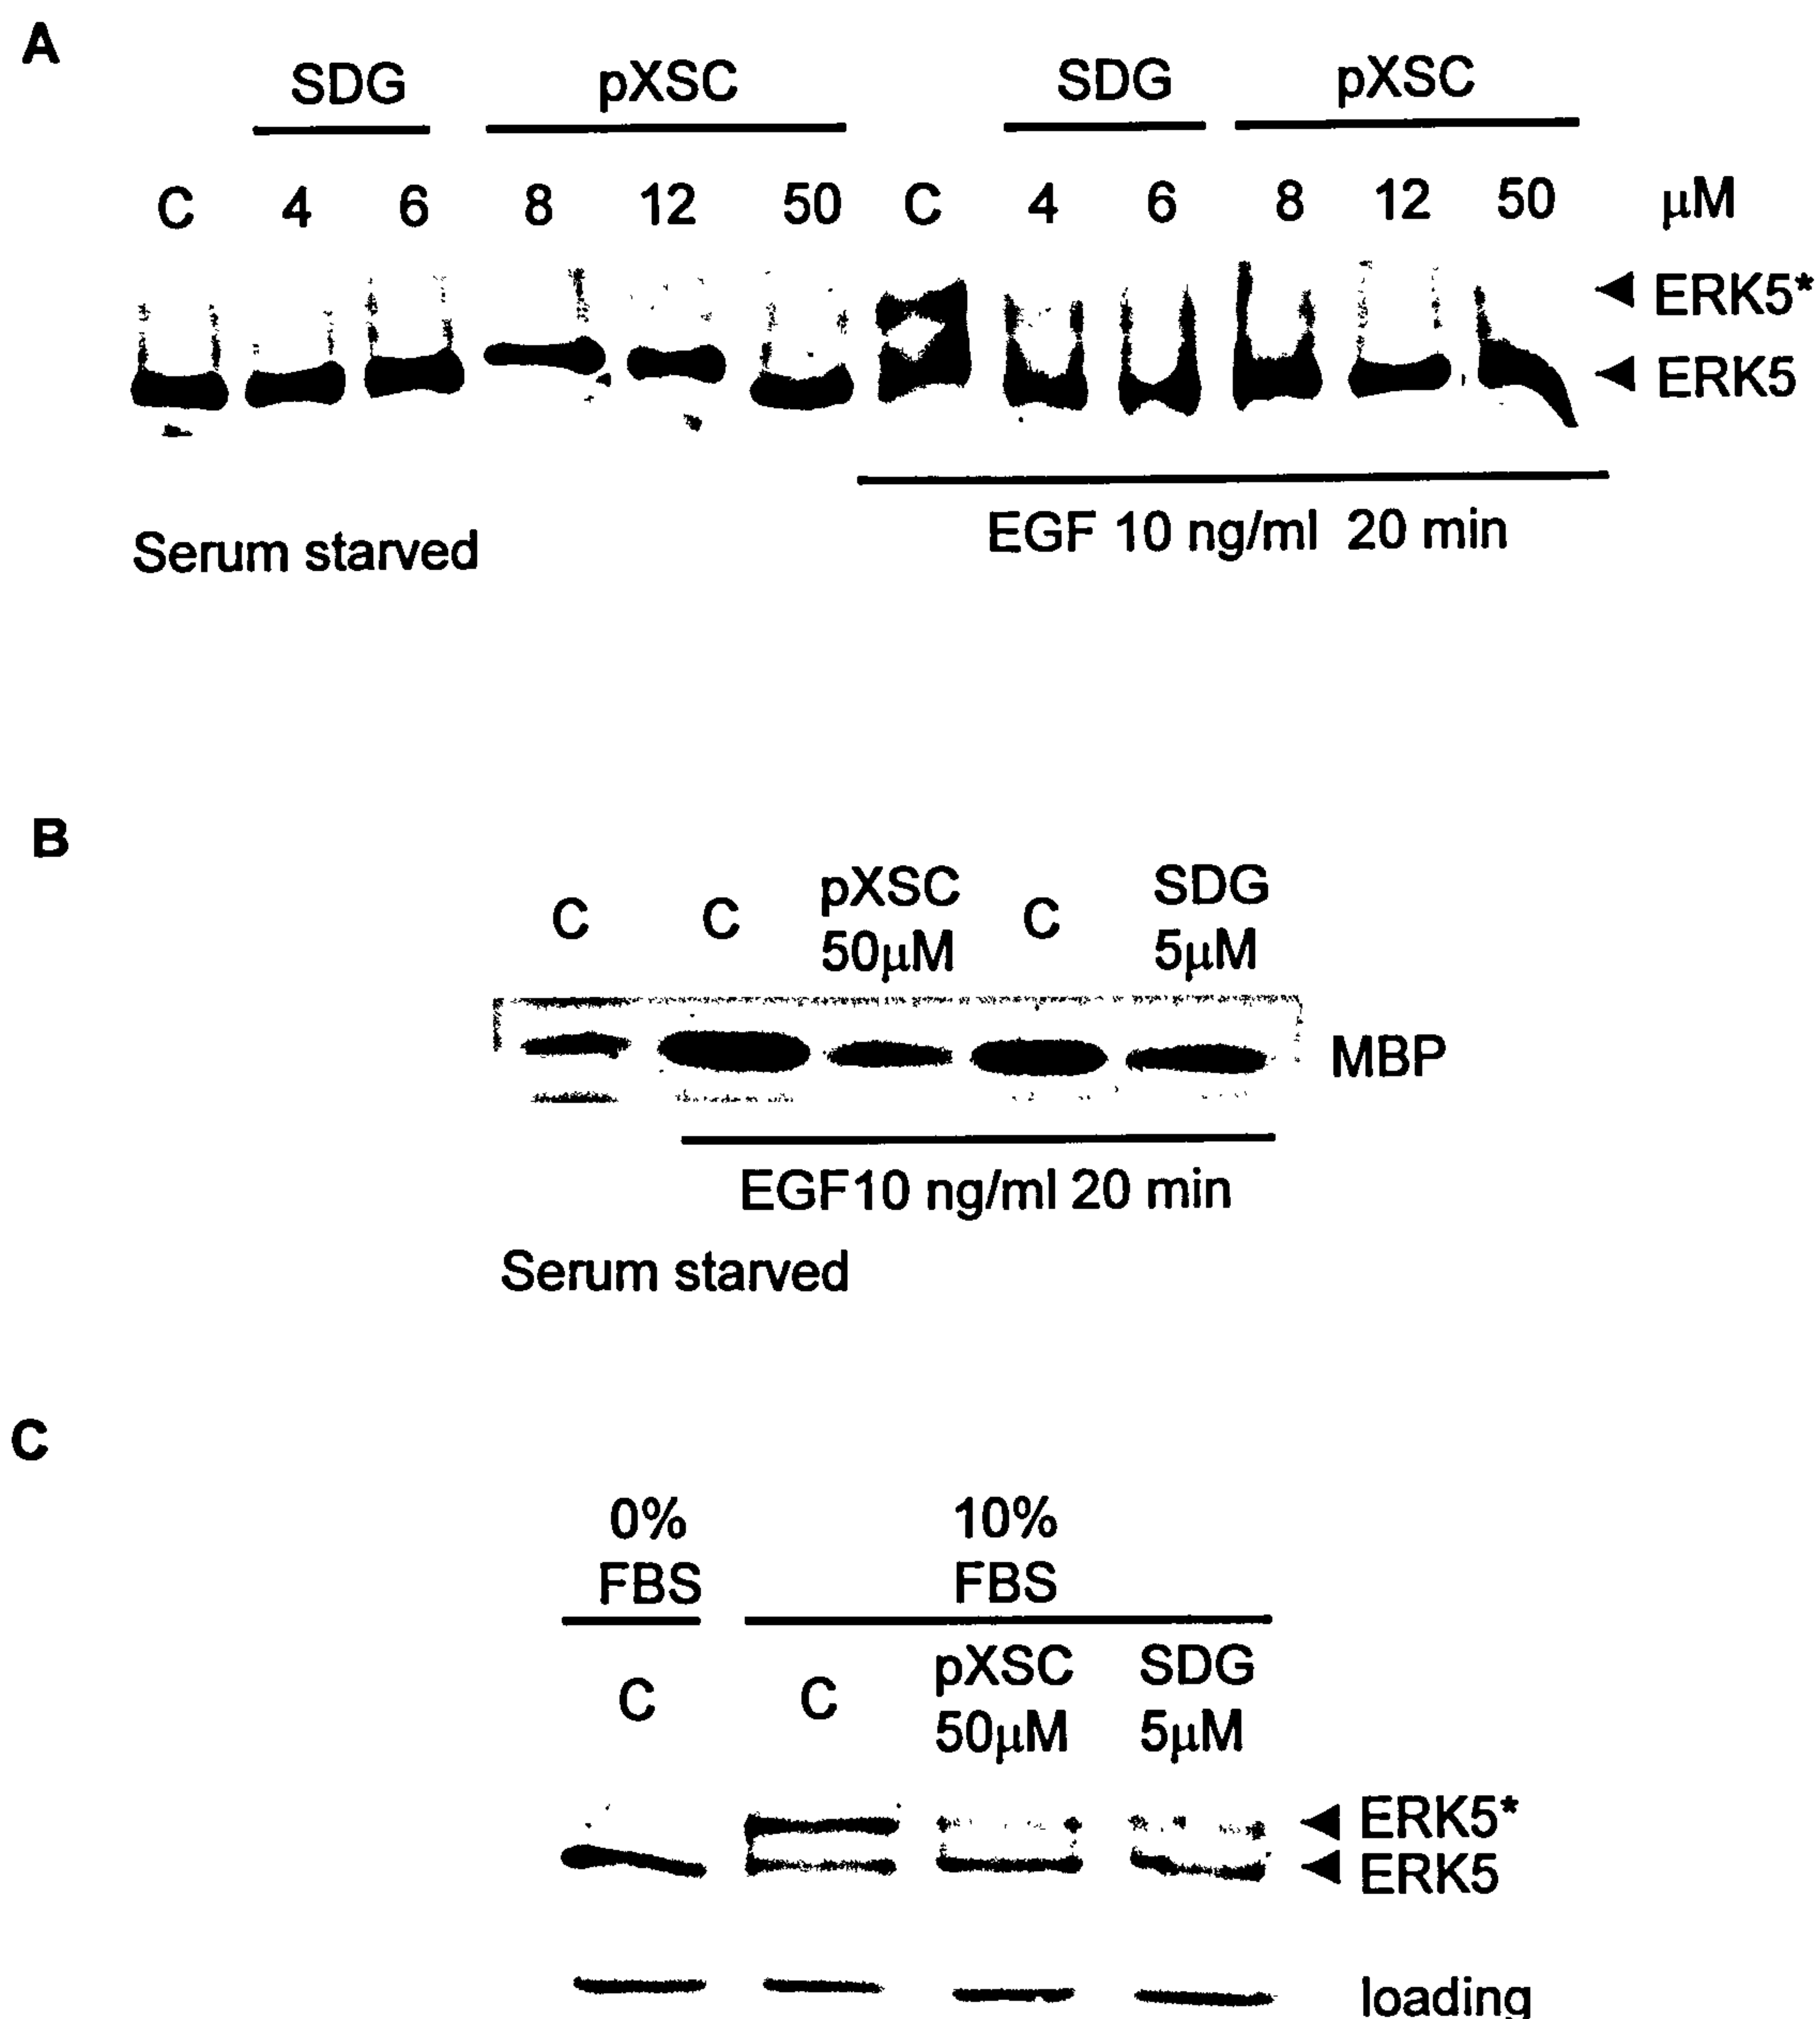 A
SDG pXSC SDG pXSC
C 4 6 8 12 50 C 4 6 8 12 50 μM
ERK5*
ERK5
EGF 10 ng/ml 20 min
Serum starved
B
C C pXSC 50μM C SDG 5μM
MBP
EGF10 ng/ml 20 min
Serum starved
C
0% FBS 10% FBS
C C pXSC 50μM SDG 5μM
ERK5*
ERK5
loading